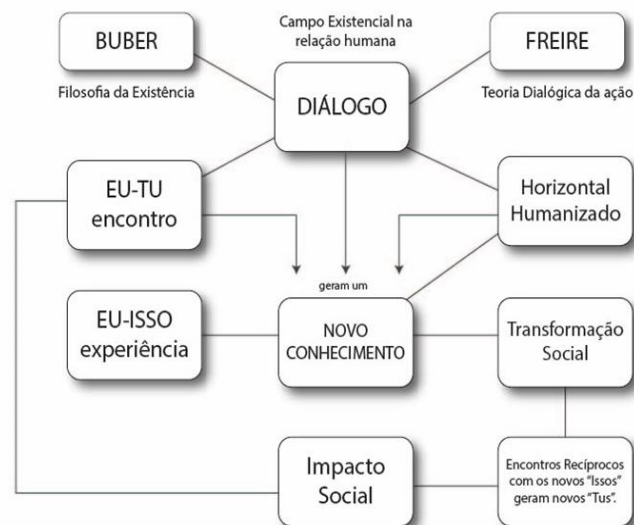 BUBER
Campo Existencial na
relação humana
FREIRE
Filosofia da Existência
DIÁLOGO
Teoria Dialógica da ação
EU-TU
encontro
Horizontal
Humanizado
geram um
EU-ISSO
experiência
NOVO
CONHECIMENTO
Transformação
Social
Impacto
Social
Encontros Recíprocos
com os novos "Issos"
geram novos "Tus".